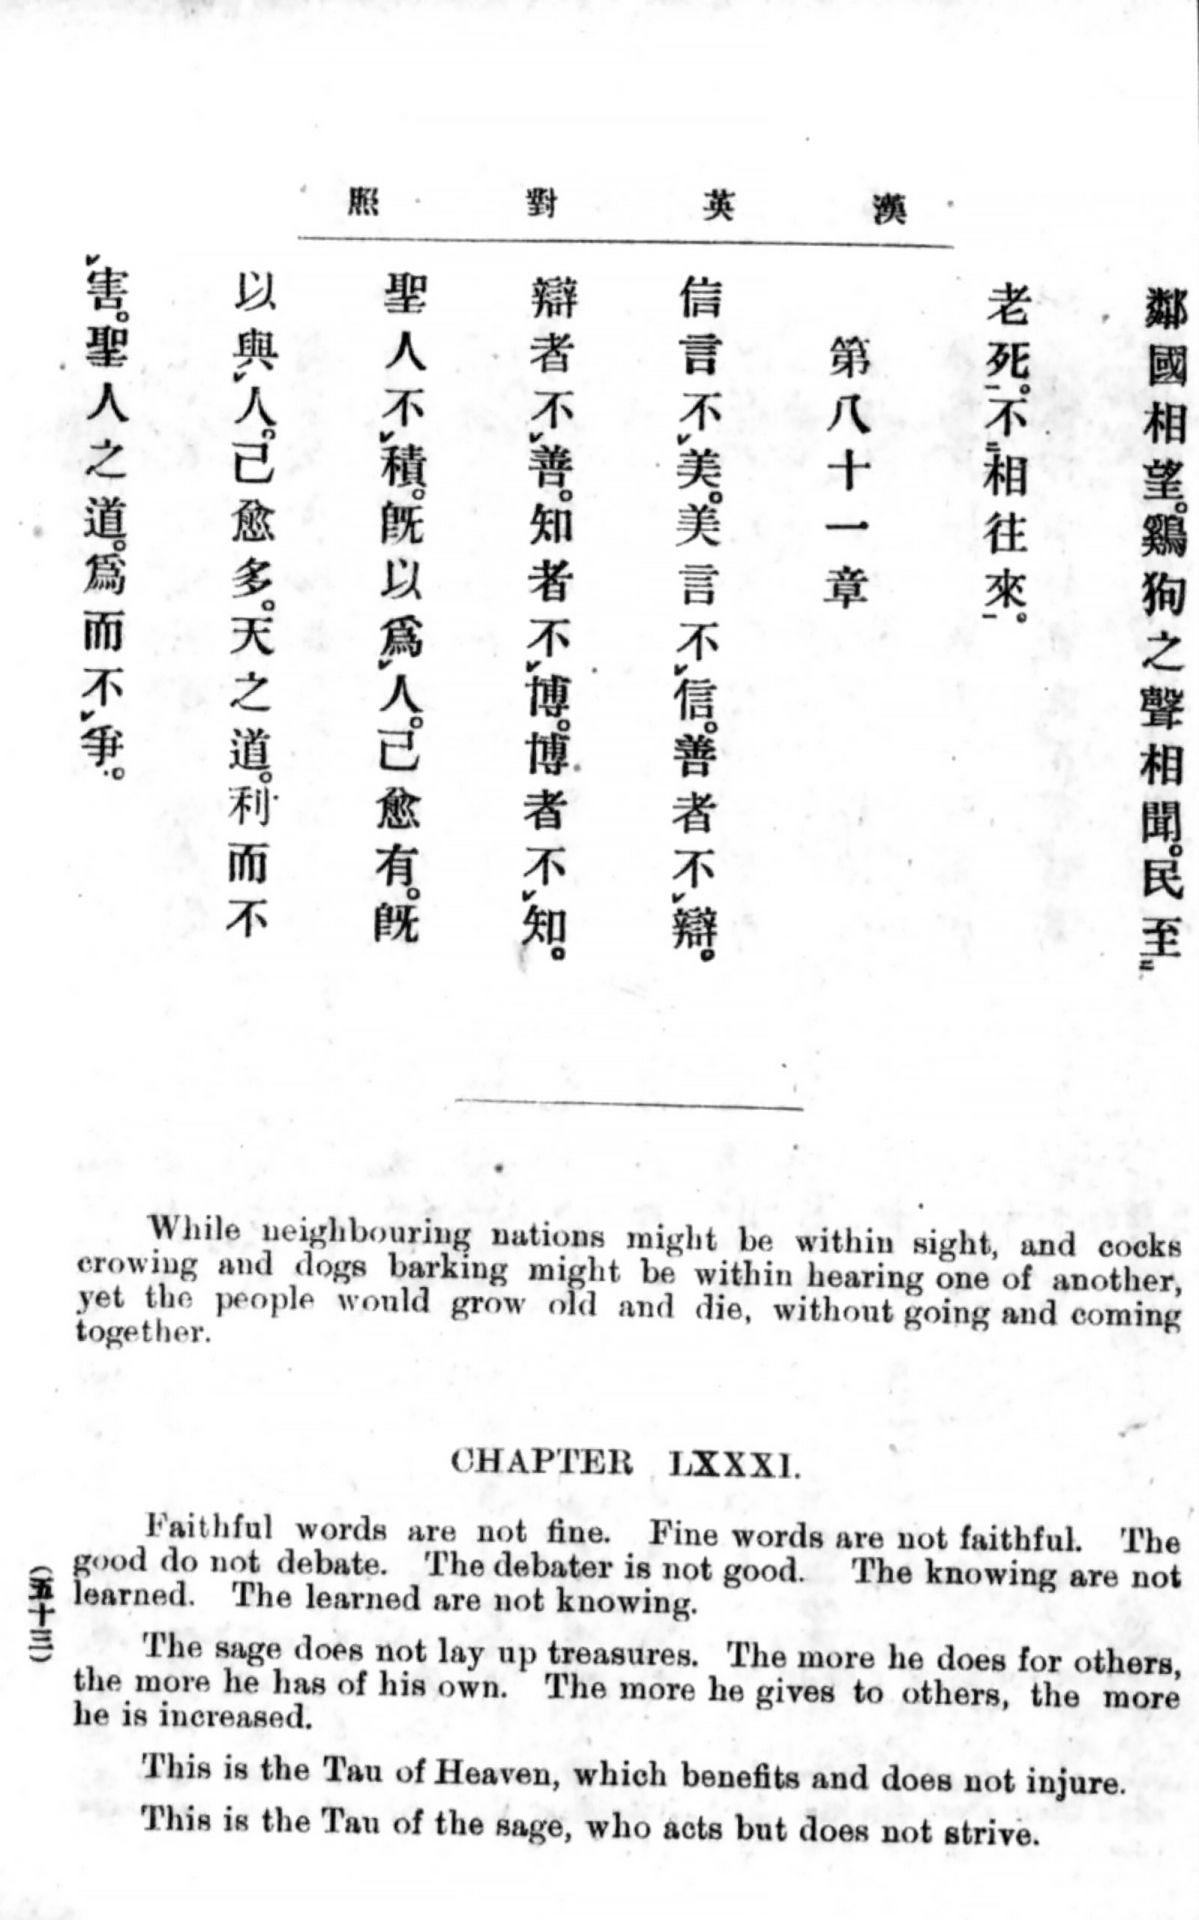 漢英對照
鄰國相望。鷄狗之聲相聞。民至
老死。不相往來。
第八十一章
信言不美。美言不信。善者不辯。
辯者不善。知者不博。博者不知。
聖人不積。旣以爲人。己愈有。旣
以與人。己愈多。天之道。利而不
害。聖人之道。爲而不爭。
While neighbouring nations might be within sight, and cocks
crowing and dogs barking might be within hearing one of another,
yet the people would grow old and die, without going and coming
together.
CHAPTER LXXXI.
Faithful words are not fine. Fine words are not faithful. The
good do not debate. The debater is not good. The knowing are not
learned. The learned are not knowing.
The sage does not lay up treasures. The more he does for others,
the more he has of his own. The more he gives to others, the more
he is increased.
This is the Tau of Heaven, which benefits and does not injure.
This is the Tau of the sage, who acts but does not strive.
(五十三)